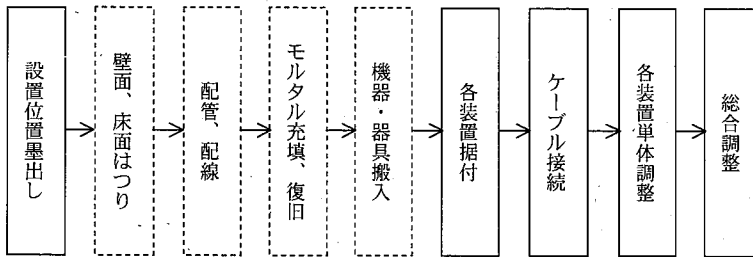 設置位置墨出し
壁面、床面はつり
配管、配線
モルタル充填、復旧
機器・器具搬入
各装置据付
ケーブル接続
各装置単体調整
総合調整